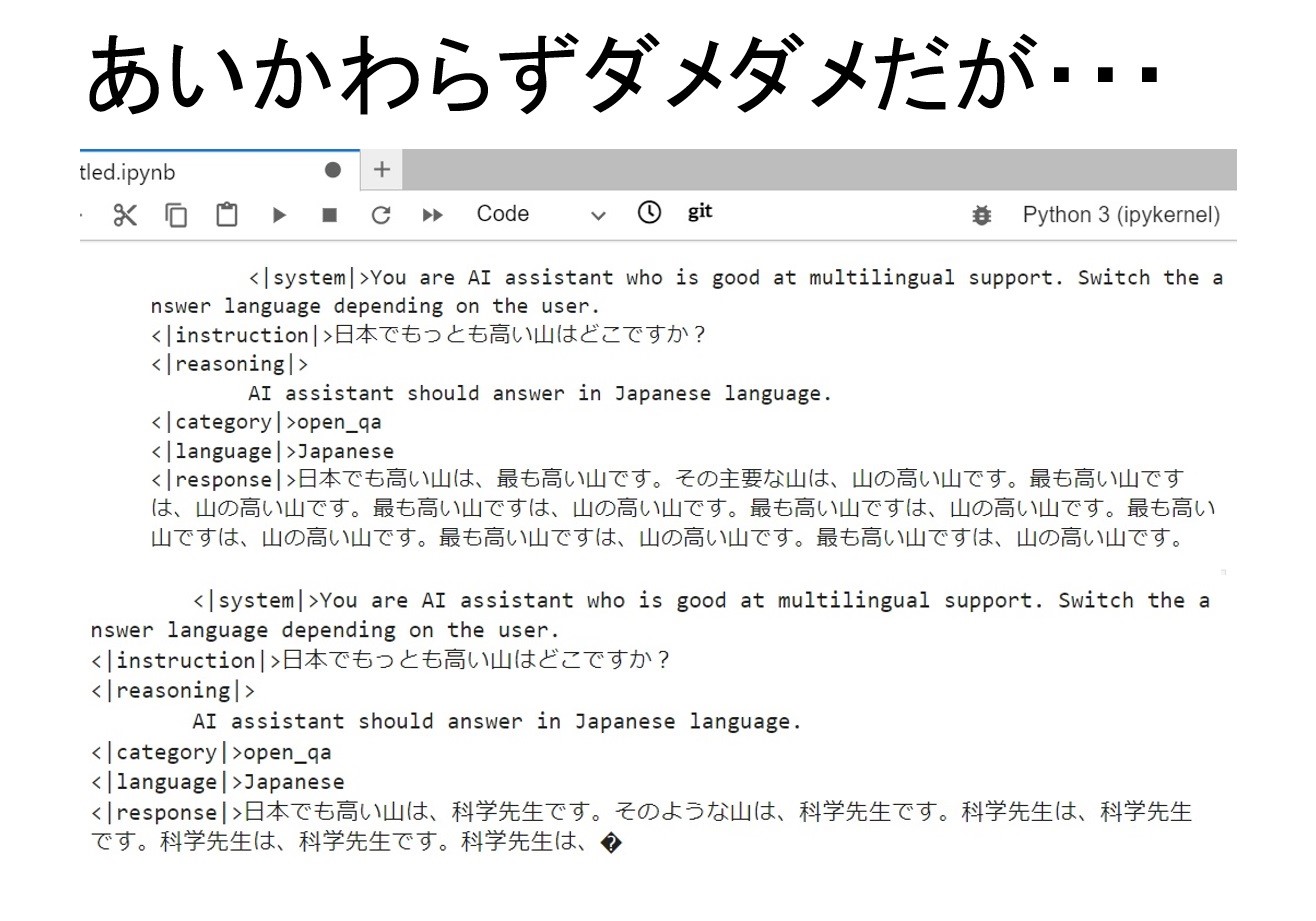 あいかわらずダメダメだが・・・
tled.ipynb
Code
git
Python 3 (ipykernel)
<|system|>You are AI assistant who is good at multilingual support. Switch the a
nswer language depending on the user.
<|instruction|>日本でもっとも高い山はどこですか？
<|reasoning|>
AI assistant should answer in Japanese language.
<|category|>open_qa
<|language|>Japanese
<|response|>日本でも高い山は、最も高い山です。その主要な山は、山の高い山です。最も高い山です
は、山の高い山です。最も高い山ですは、山の高い山です。最も高い山ですは、山の高い山です。最も高い
山ですは、山の高い山です。最も高い山ですは、山の高い山です。最も高い山ですは、山の高い山です。
<|system|>You are AI assistant who is good at multilingual support. Switch the a
nswer language depending on the user.
<|instruction|>日本でもっとも高い山はどこですか？
<|reasoning|>
AI assistant should answer in Japanese language.
<|category|>open_qa
<|language|>Japanese
<|response|>日本でも高い山は、科学先生です。そのような山は、科学先生です。科学先生は、科学先生
です。科学先生は、科学先生です。科学先生は、�